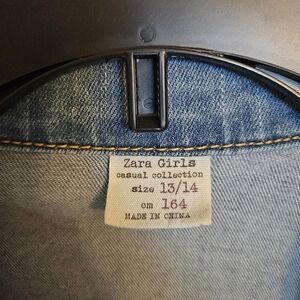 Zara Girls
casual collection
size 13/14
cm 164
MADE IN CHINA